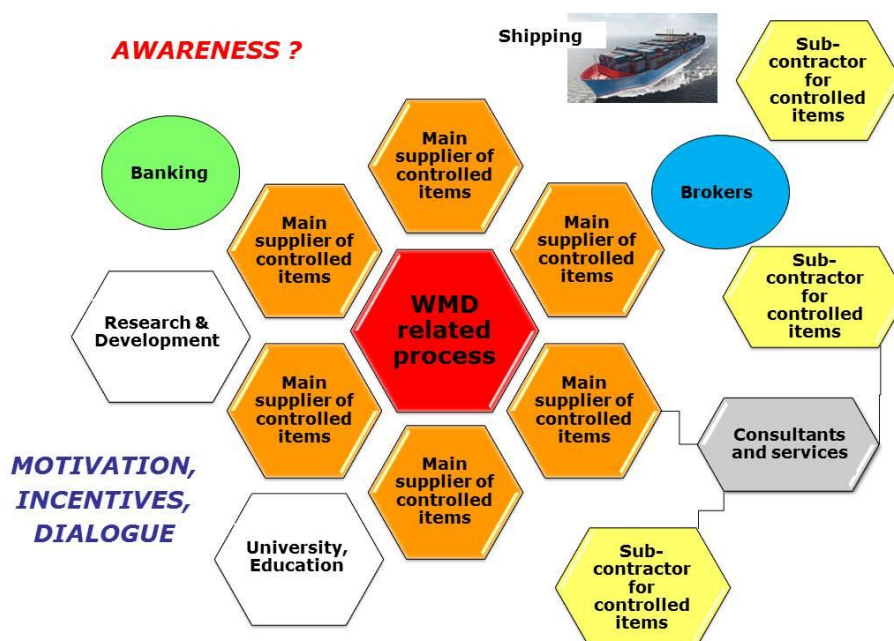 AWARENESS ?
Shipping
Sub-
contractor
for
controlled
items
Main
supplier of
controlled
items
Banking
Brokers
Main
supplier of
controlled
items
Main
supplier of
controlled
items
Sub-
contractor
for
controlled
items
WMD
related
process
Research &
Development
Main
supplier of
controlled
items
Main
supplier of
controlled
items
Consultants
and services
MOTIVATION,
INCENTIVES,
DIALOGUE
Main
supplier of
controlled
items
University,
Education
Sub-
contractor
for
controlled
items